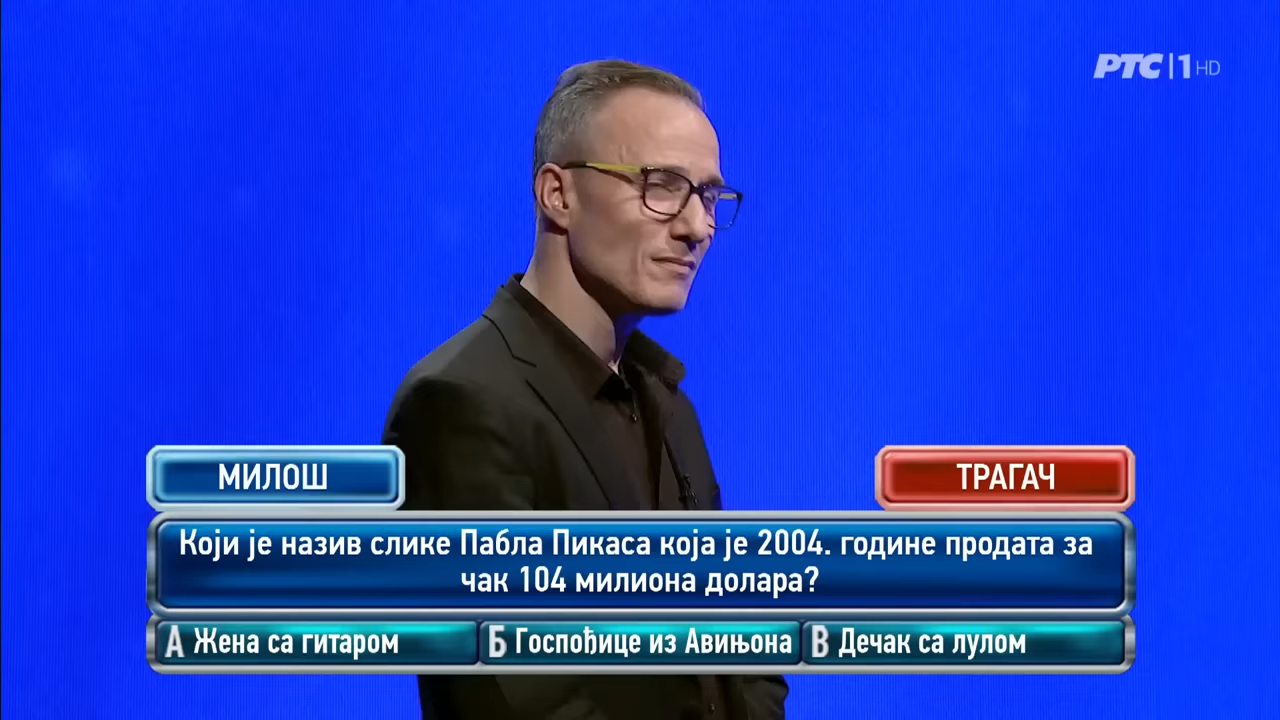 РТС|1 HD
МИЛОШ
ТРАГАЧ
Који је назив слике Пабла Пикаса која је 2004. године продата за
чак 104 милиона долара?
А Жена са гитаром
Б Госпођице из Авињона
В Дечак са лулом